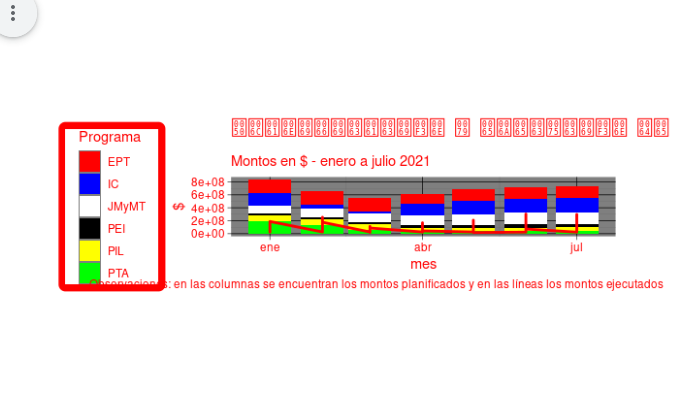 Programa
EPT
IC
JMyMT
PEI
PIL
PTA
Montos en $ - enero a julio 2021
$
8e+08
6e+08
4e+08
2e+08
0e+00
ene abr jul
mes
Observaciones: en las columnas se encuentran los montos planificados y en las líneas los montos ejecutados